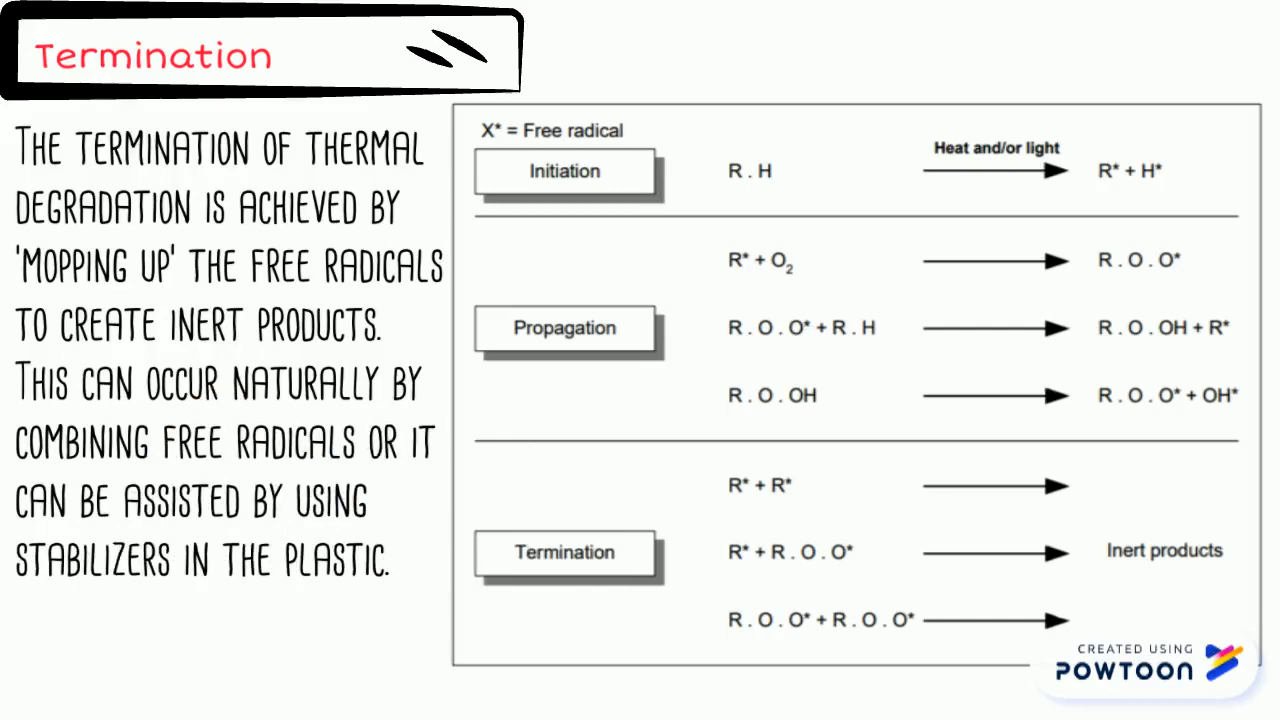 Termination
THE TERMINATION OF THERMAL
DEGRADATION IS ACHIEVED BY
'MOPPING UP' THE FREE RADICALS
TO CREATE INERT PRODUCTS.
THIS CAN OCCUR NATURALLY BY
COMBINING FREE RADICALS OR IT
CAN BE ASSISTED BY USING
STABILIZERS IN THE PLASTIC.
X* = Free radical
Heat and/or light
Initiation R . H R* + H*
R* + O₂ R . O . O*
Propagation R . O . O* + R . H R . O . OH + R*
R . O . OH R . O . O* + OH*
R* + R*
Termination R* + R . O . O* Inert products
R . O . O* + R . O . O*
CREATED USING
POWTOON